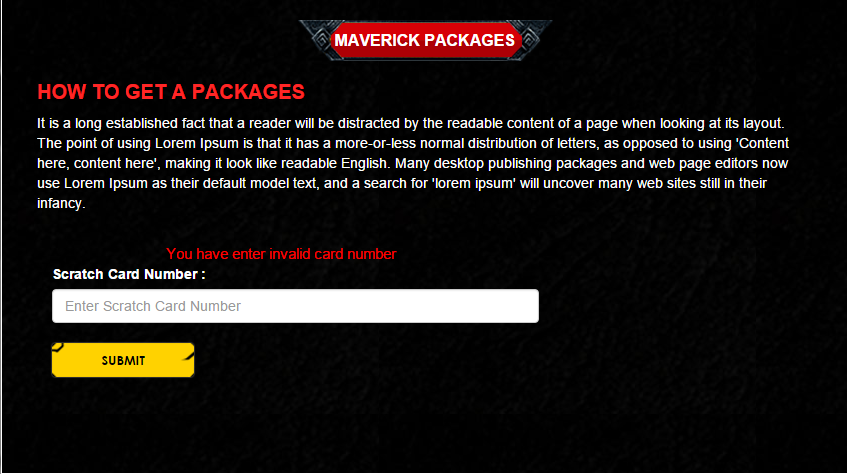 MAVERICK PACKAGES
HOW TO GET A PACKAGES
It is a long established fact that a reader will be distracted by the readable content of a page when looking at its layout.
The point of using Lorem Ipsum is that it has a more-or-less normal distribution of letters, as opposed to using 'Content
here, content here', making it look like readable English. Many desktop publishing packages and web page editors now
use Lorem Ipsum as their default model text, and a search for 'lorem ipsum' will uncover many web sites still in their
infancy.
You have enter invalid card number
Scratch Card Number :
Enter Scratch Card Number
SUBMIT